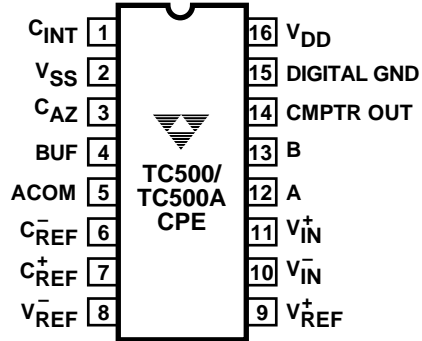 C_INT 1 16 V_DD
V_SS 2 15 DIGITAL GND
C_AZ 3 14 CMPTR OUT
BUF 4 13 B
TC500/
TC500A
CPE
ACOM 5 12 A
C^-_REF 6 11 V^+_IN
C^+_REF 7 10 V^-_IN
V^-_REF 8 9 V^+_REF